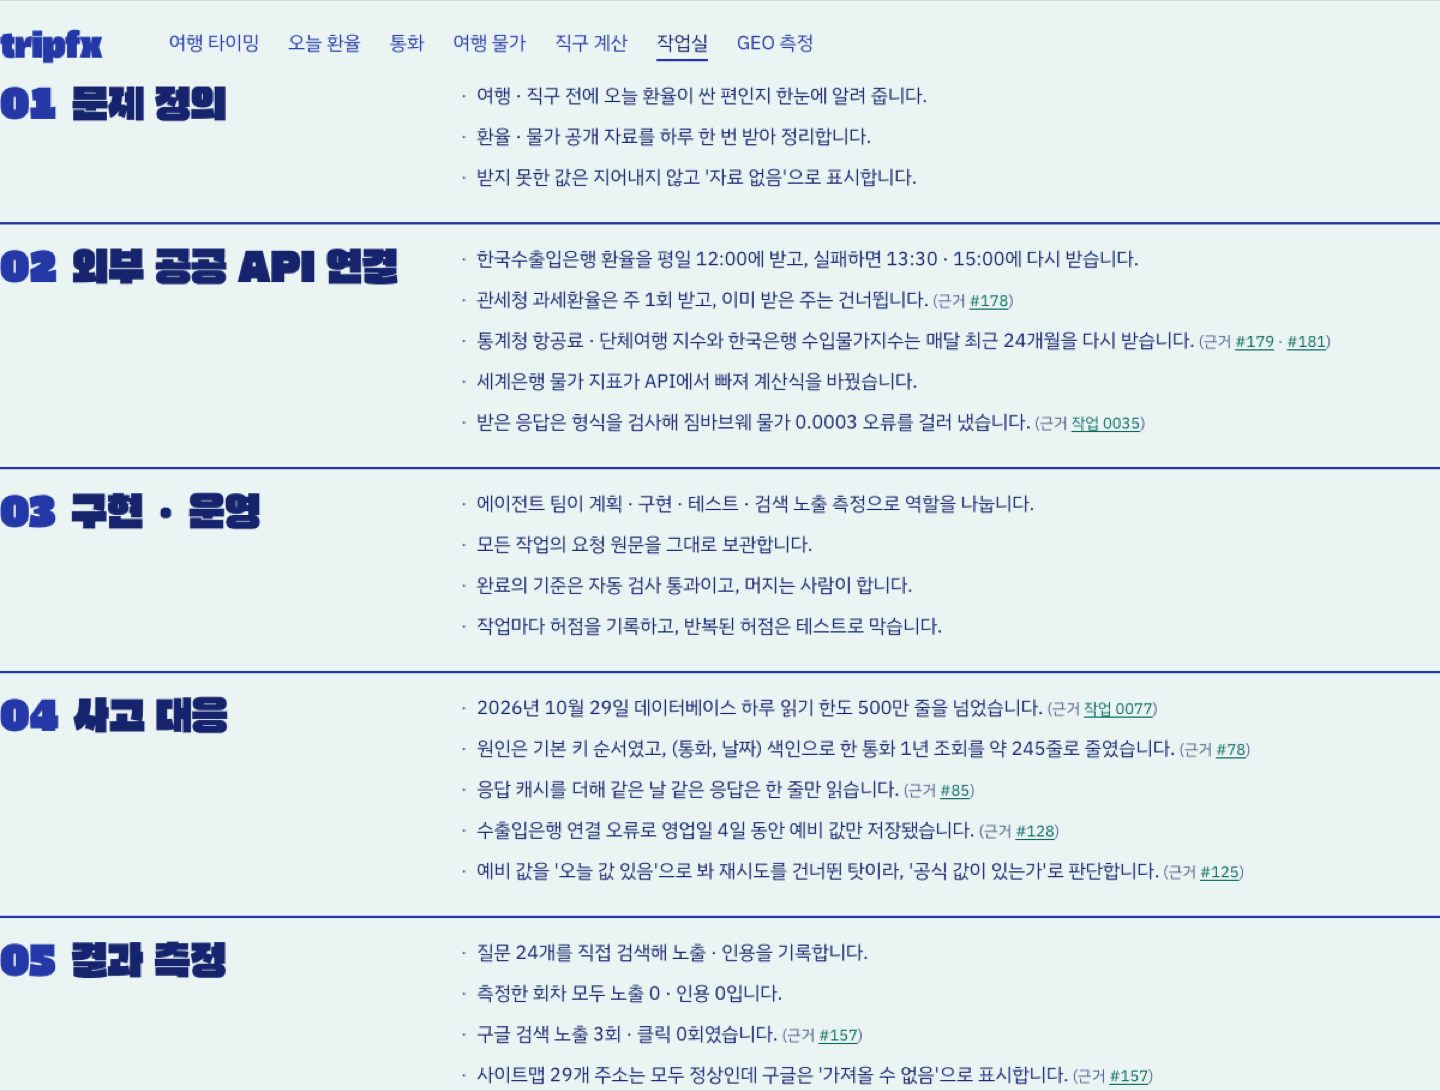 tripfx 여행 타이밍 오늘 환율 통화 여행 물가 직구 계산 작업실 GEO 측정
01 문제 정의
· 여행 · 직구 전에 오늘 환율이 싼 편인지 한눈에 알려 줍니다.
· 환율 · 물가 공개 자료를 하루 한 번 받아 정리합니다.
· 받지 못한 값은 지어내지 않고 '자료 없음'으로 표시합니다.
02 외부 공공 API 연결
· 한국수출입은행 환율을 평일 12:00에 받고, 실패하면 13:30 · 15:00에 다시 받습니다.
· 관세청 과세환율은 주 1회 받고, 이미 받은 주는 건너뜁니다. (근거 #178)
· 통계청 항공료 · 단체여행 지수와 한국은행 수입물가지수는 매달 최근 24개월을 다시 받습니다. (근거 #179 · #181)
· 세계은행 물가 지표가 API에서 빠져 계산식을 바꿨습니다.
· 받은 응답은 형식을 검사해 짐바브웨 물가 0.0003 오류를 걸러 냈습니다. (근거 작업 0035)
03 구현 · 운영
· 에이전트 팀이 계획 · 구현 · 테스트 · 검색 노출 측정으로 역할을 나눕니다.
· 모든 작업의 요청 원문을 그대로 보관합니다.
· 완료의 기준은 자동 검사 통과이고, 머지는 사람이 합니다.
· 작업마다 허점을 기록하고, 반복된 허점은 테스트로 막습니다.
04 사고 대응
· 2026년 10월 29일 데이터베이스 하루 읽기 한도 500만 줄을 넘었습니다. (근거 작업 0077)
· 원인은 기본 키 순서였고, (통화, 날짜) 색인으로 한 통화 1년 조회를 약 245줄로 줄였습니다. (근거 #78)
· 응답 캐시를 더해 같은 날 같은 응답은 한 줄만 읽습니다. (근거 #85)
· 수출입은행 연결 오류로 영업일 4일 동안 예비 값만 저장됐습니다. (근거 #128)
· 예비 값을 '오늘 값 있음'으로 봐 재시도를 건너뛴 탓이라, '공식 값이 있는가'로 판단합니다. (근거 #125)
05 결과 측정
· 질문 24개를 직접 검색해 노출 · 인용을 기록합니다.
· 측정한 회차 모두 노출 0 · 인용 0입니다.
· 구글 검색 노출 3회 · 클릭 0회였습니다. (근거 #157)
· 사이트맵 29개 주소는 모두 정상인데 구글은 '가져올 수 없음'으로 표시합니다. (근거 #157)